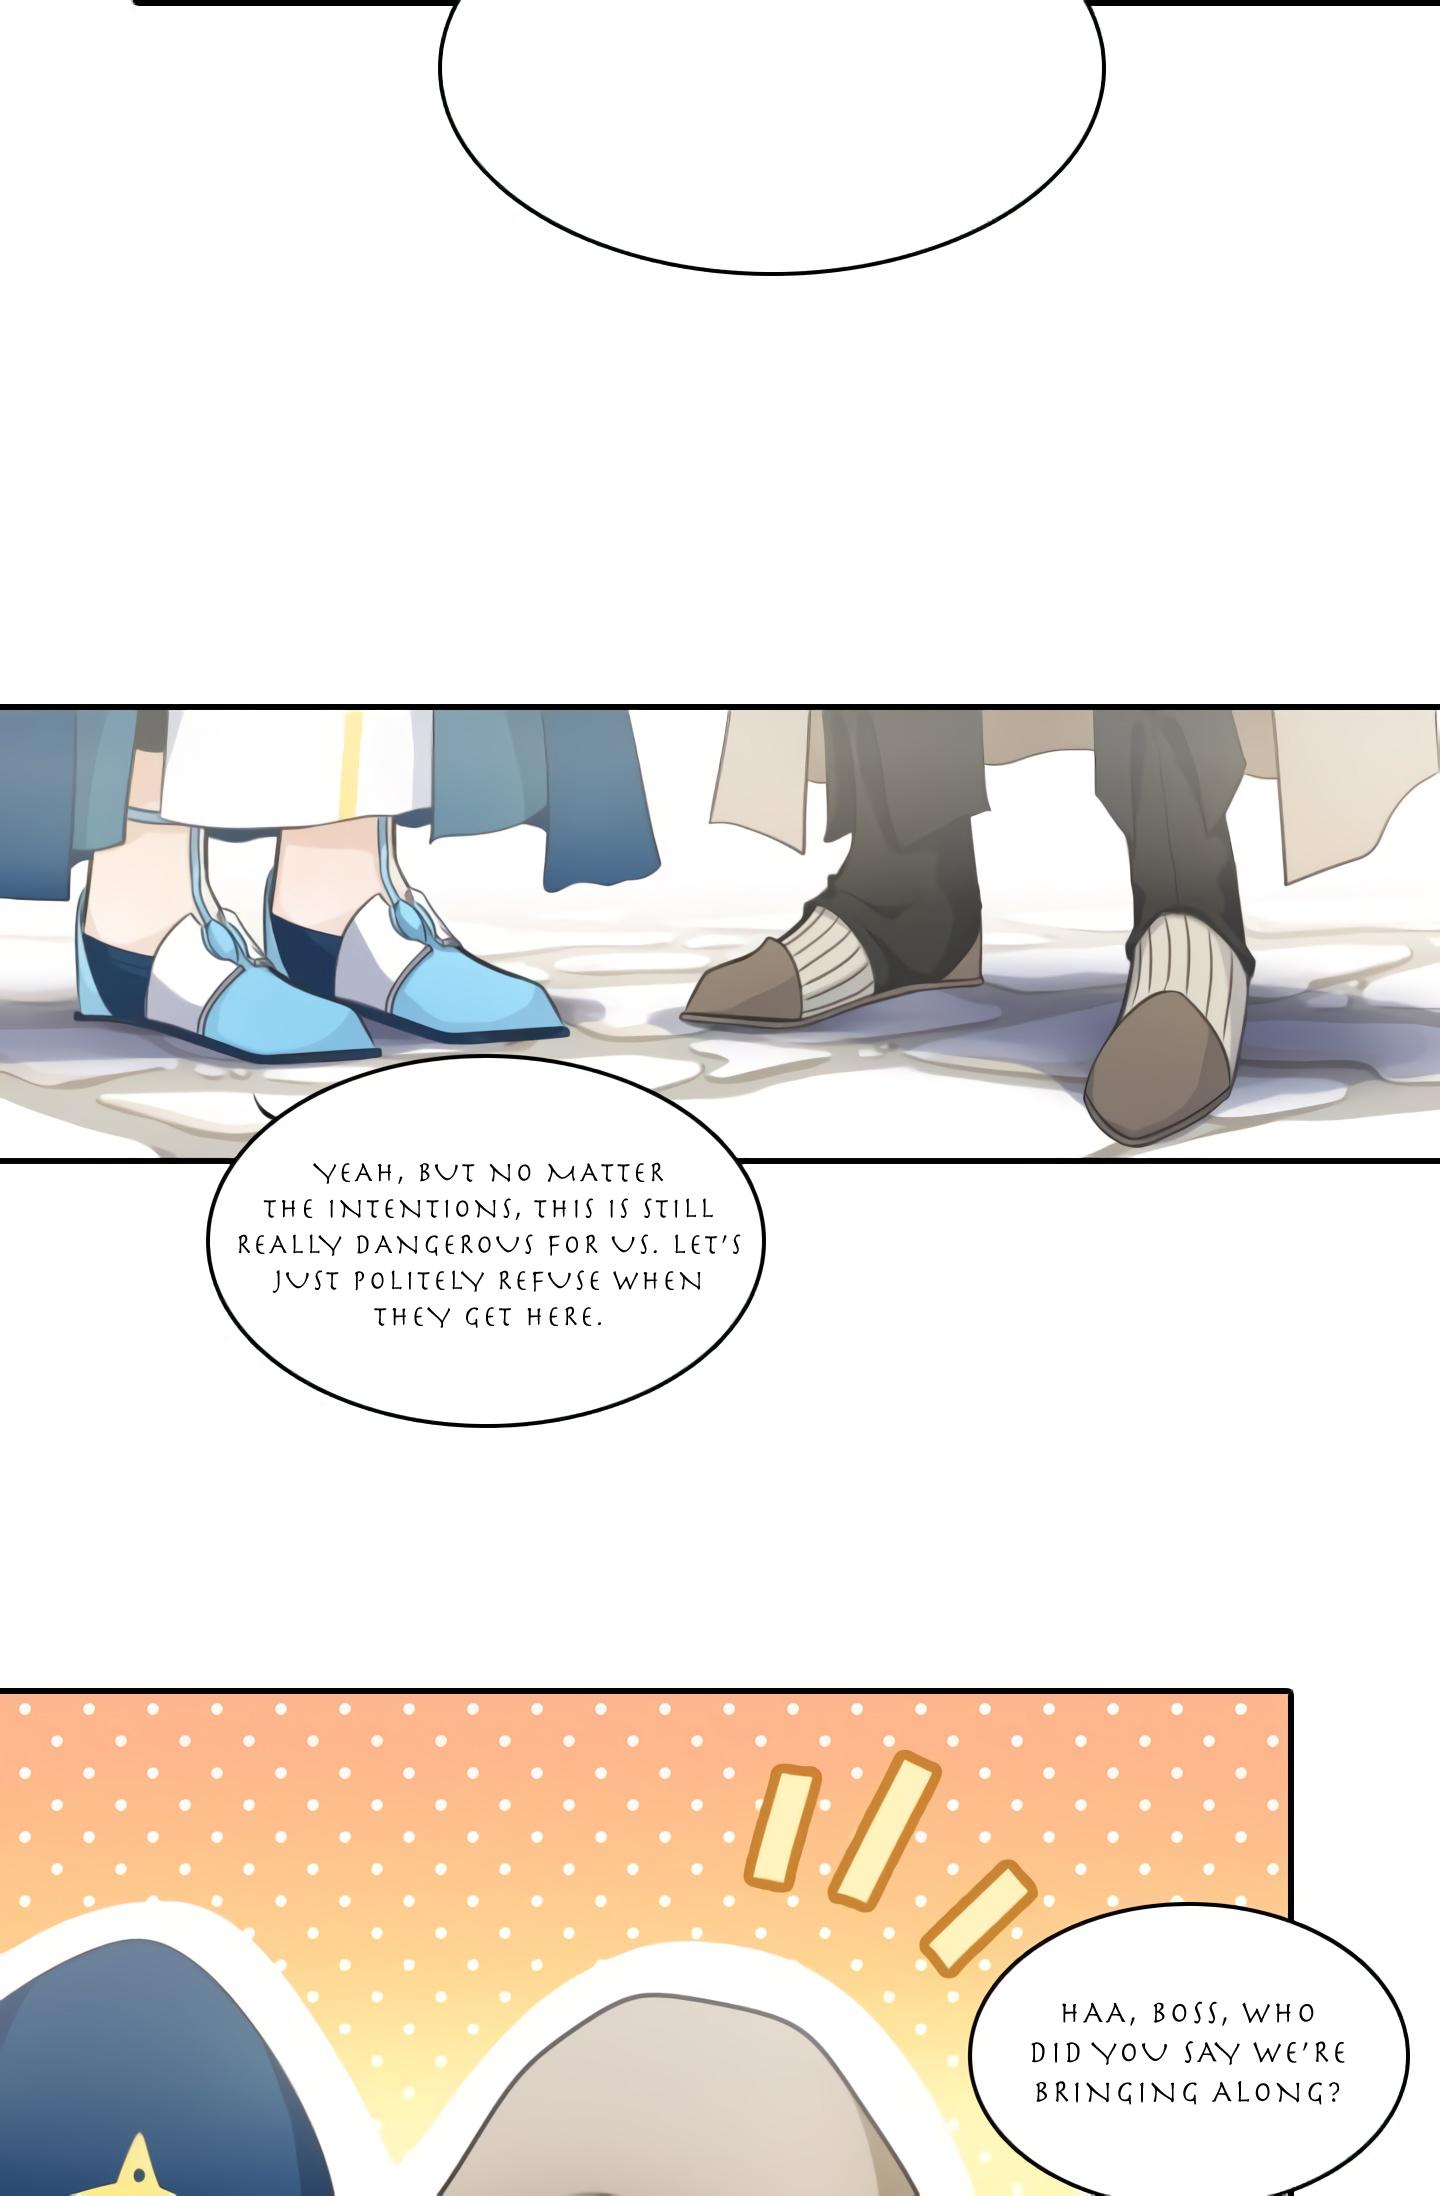 YEAH, BUT NO MATTER
THE INTENTIONS, THIS IS STILL
REALLY DANGEROUS FOR US. LET'S
JUST POLITELY REFUSE WHEN
THEY GET HERE.
HAA, BOSS, WHO
DID YOU SAY WE'RE
BRINGING ALONG?